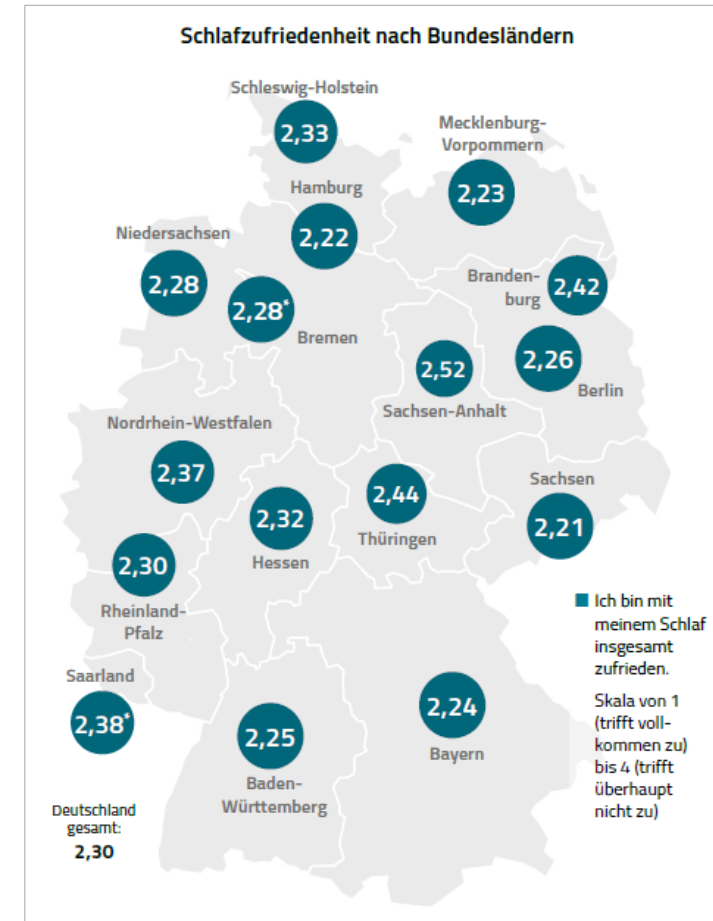 Schlafzufriedenheit nach Bundesländern
Schleswig-Holstein
2,33
Mecklenburg-
Vorpommern
2,23
Hamburg
2,22
Niedersachsen
2,28
2,28*
Bremen
Branden-
burg
2,42
2,26
Berlin
2,52
Sachsen-Anhalt
Nordrhein-Westfalen
2,37
2,32
Hessen
2,44
Thüringen
Sachsen
2,21
2,30
Rheinland-
Pfalz
Saarland
2,38*
2,25
Baden-
Württemberg
2,24
Bayern
Ich bin mit
meinem Schlaf
insgesamt
zufrieden.
Skala von 1
(trifft voll-
kommen zu)
bis 4 (trifft
überhaupt
nicht zu)
Deutschland
gesamt:
2,30